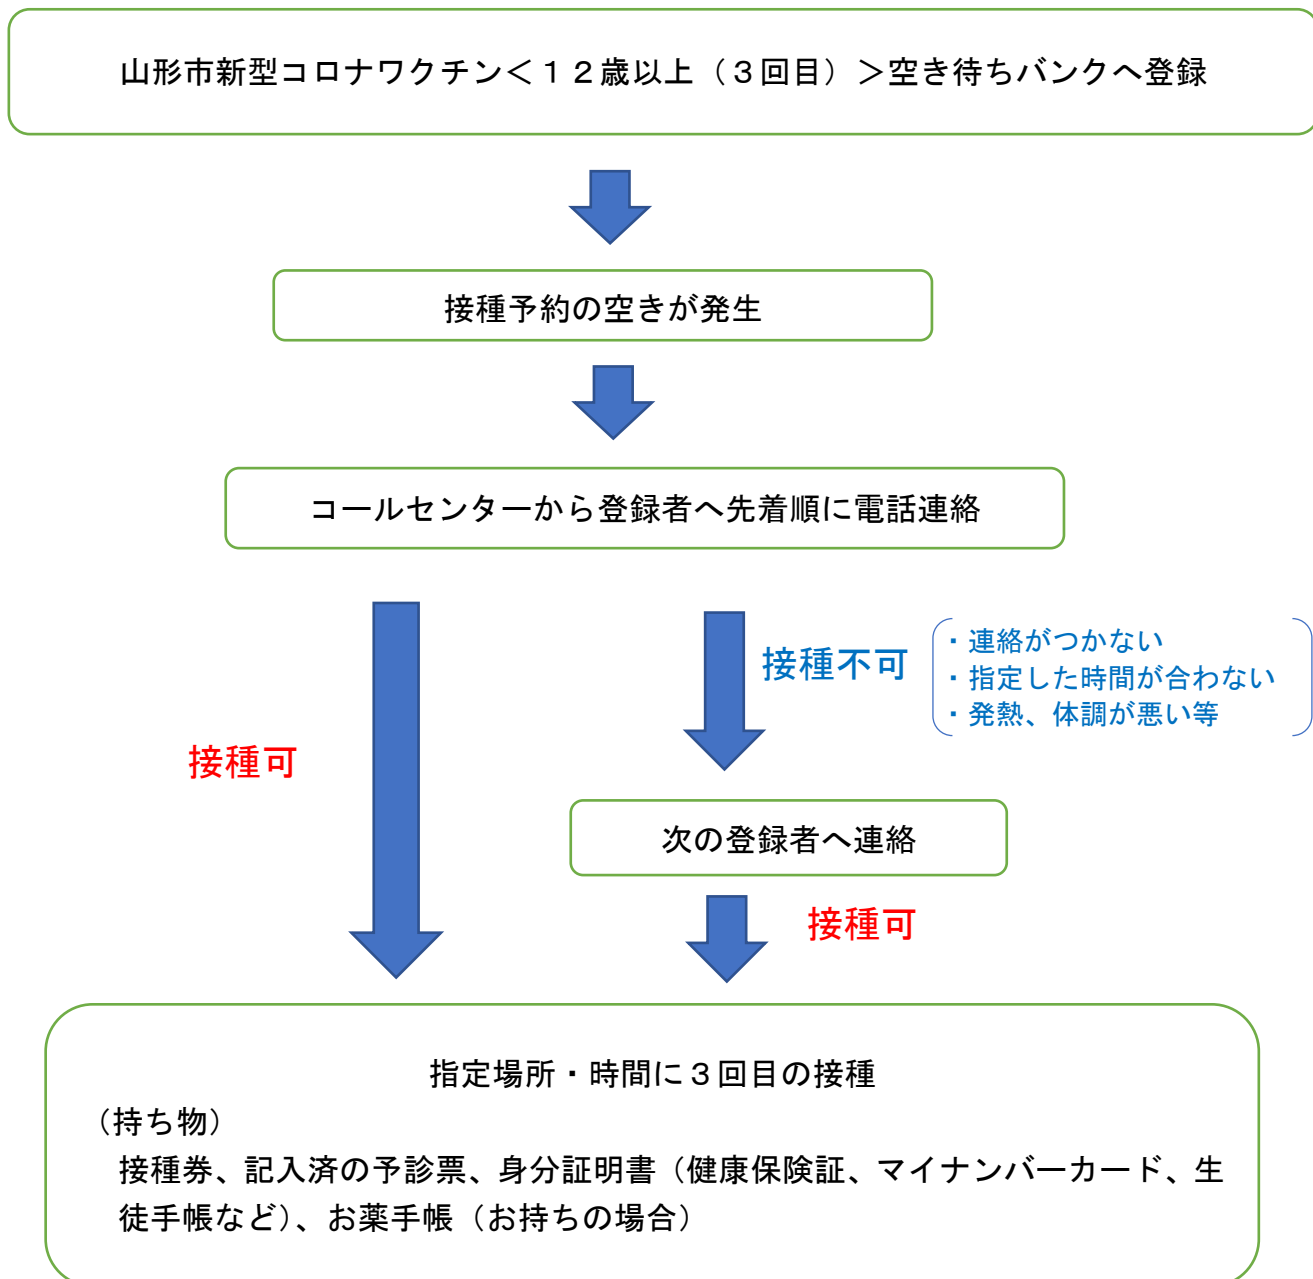 山形市新型コロナワクチン＜１２歳以上（３回目）＞空き待ちバンクへ登録
接種予約の空きが発生
コールセンターから登録者へ先着順に電話連絡
接種不可
・連絡がつかない
・指定した時間が合わない
・発熱、体調が悪い等
接種可
次の登録者へ連絡
接種可
指定場所・時間に３回目の接種
（持ち物）
接種券、記入済の予診票、身分証明書（健康保険証、マイナンバーカード、生
徒手帳など）、お薬手帳（お持ちの場合）